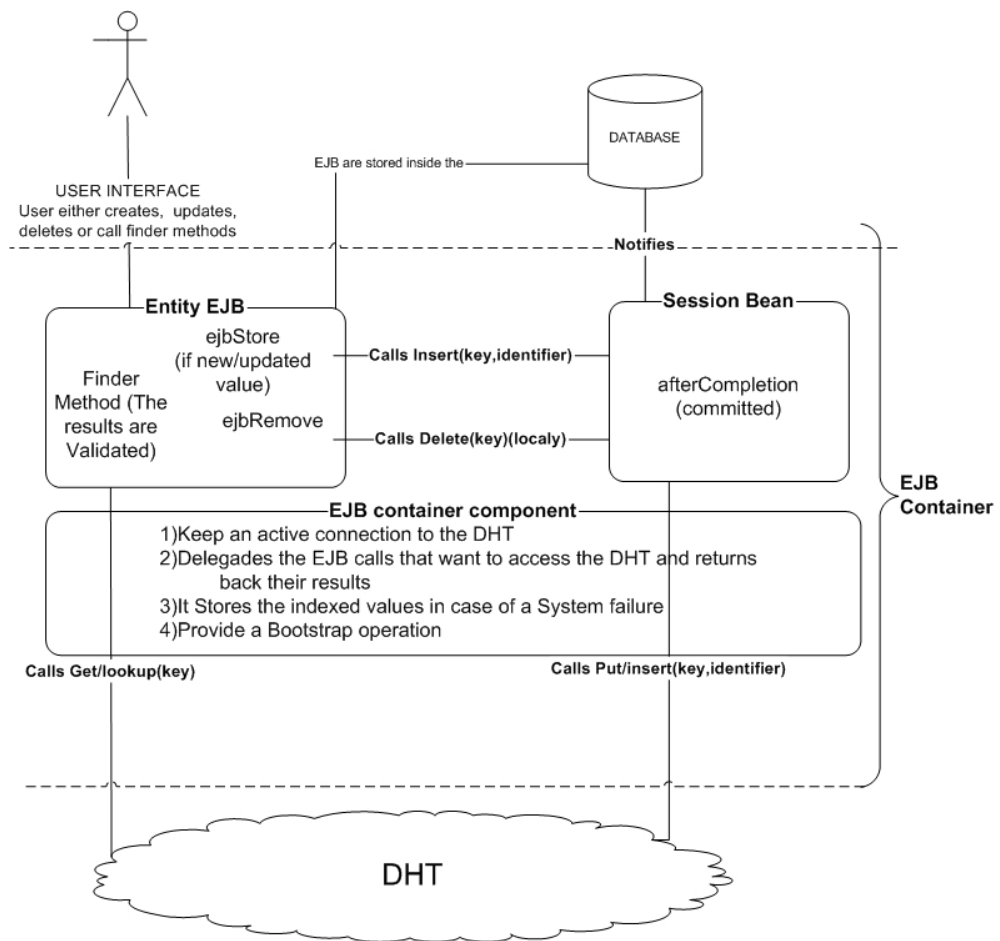 DATABASE
EJB are stored inside the
USER INTERFACE
User either creates, updates,
deletes or call finder methods
Notifies
Entity EJB
Session Bean
ejbStore
(if new/updated
value)
Finder
Method (The
results are
Validated)
ejbRemove
Calls Insert(key,identifier)
Calls Delete(key)(localy)
afterCompletion
(committed)
EJB
Container
EJB container component
1)Keep an active connection to the DHT
2)Delegades the EJB calls that want to access the DHT and returns
back their results
3)It Stores the indexed values in case of a System failure
4)Provide a Bootstrap operation
Calls Get/lookup(key)
Calls Put/insert(key,identifier)
DHT